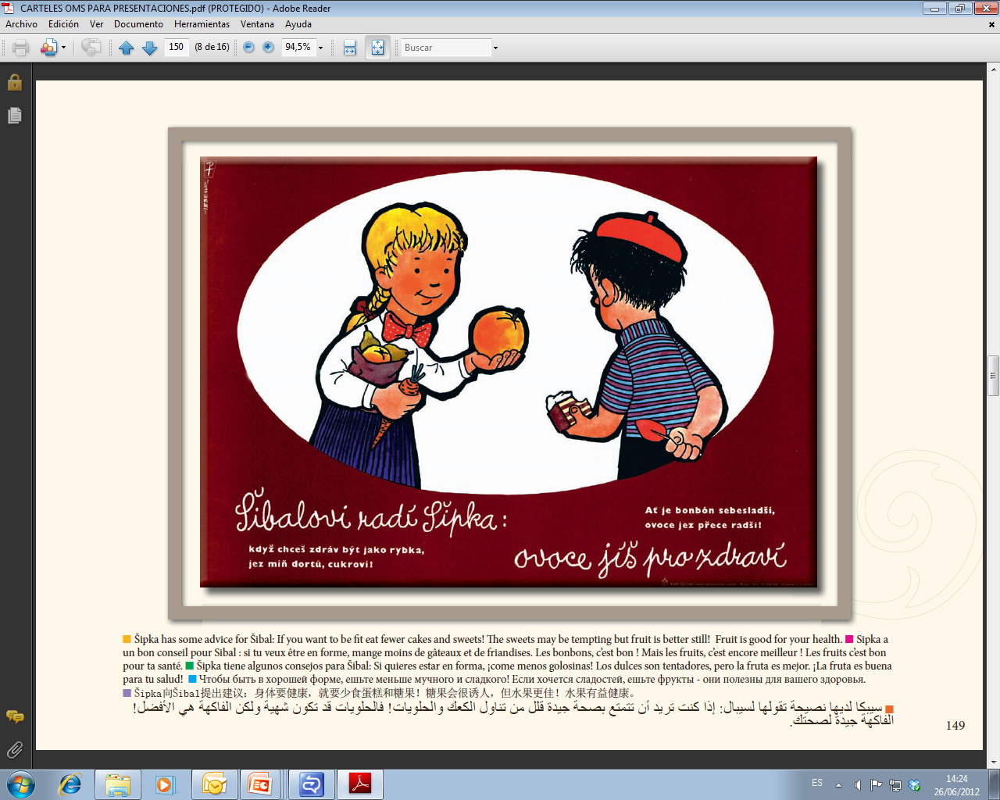 CARTELES OMS PARA PRESENTACIONES.pdf (PROTEGIDO) - Adobe Reader
Archivo Edición Ver Documento Herramientas Ventana Ayuda
150 (8 de 16) 94,5% Buscar
Šibalovi radí Šipka:
když chceš zdráv být jako rybka,
jez míň dortů, cukroví!
Ať je bonbón sebesladší,
ovoce jez přece radši!
ovoce jíš pro zdraví
Šipka has some advice for Šibal: If you want to be fit eat fewer cakes and sweets! The sweets may be tempting but fruit is better still! Fruit is good for your health. Sipka a
un bon conseil pour Sibal : si tu veux être en forme, mange moins de gâteaux et de friandises. Les bonbons, c'est bon ! Mais les fruits, c'est encore meilleur ! Les fruits c'est bon
pour ta santé. Šipka tiene algunos consejos para Šibal: Si quieres estar en forma, ¡come menos golosinas! Los dulces son tentadores, pero la fruta es mejor. ¡La fruta es buena
para tu salud! Чтобы быть в хорошей форме, ешьте меньше мучного и сладкого! Если хочется сладостей, ешьте фрукты - они полезны для вашего здоровья.
Šipka向Šibal提出建议：身体要健康，就要少食蛋糕和糖果！糖果会很诱人，但水果更佳！水果有益健康。
سيبكا لديها نصيحة تقولها لسيبال: إذا كنت تريد أن تتمتع بصحة جيدة قلل من تناول الكعك والحلويات! فالحلويات قد تكون شهية ولكن الفاكهة هي الأفضل!
الفاكهة جيدة لصحتك.
149
ES 14:24
26/06/2012